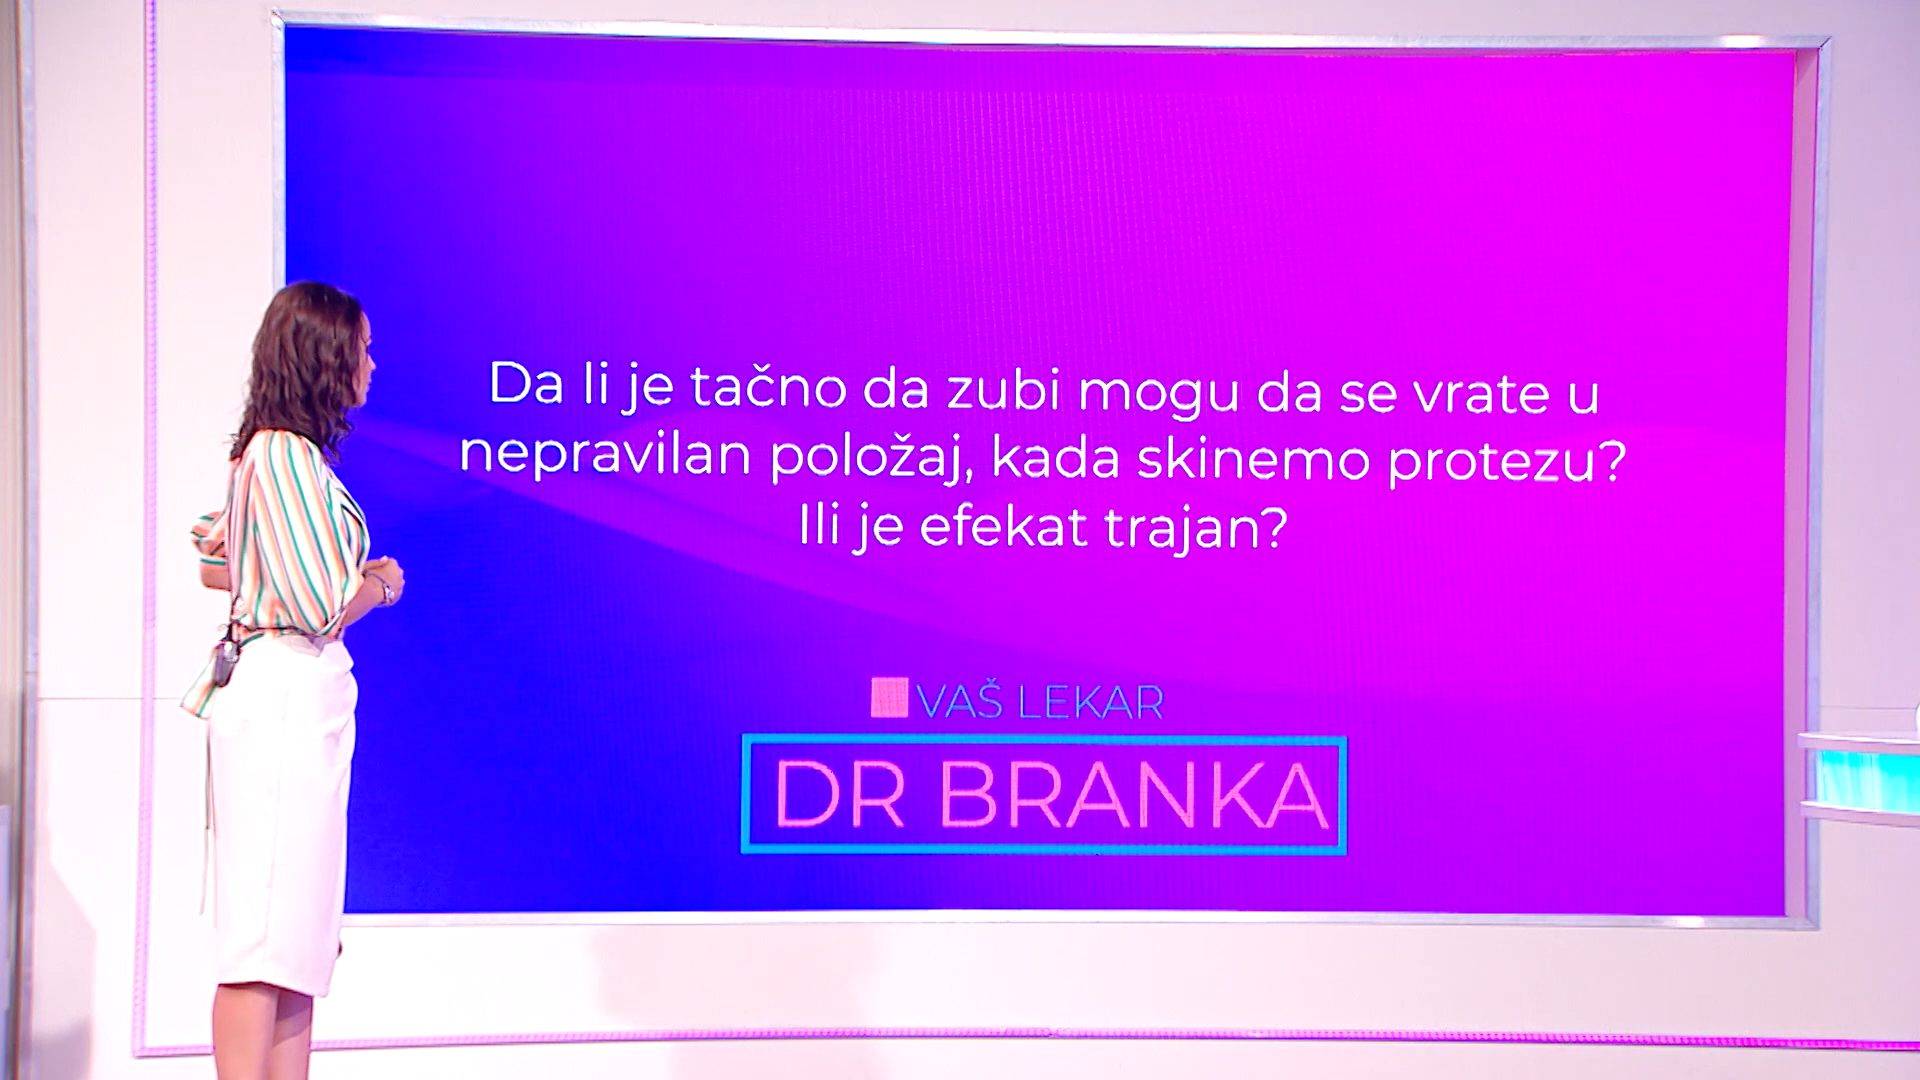 Da li je tačno da zubi mogu da se vrate u
nepravilan položaj, kada skinemo protezu?
Ili je efekat trajan?
VAŠ LEKAR
DR BRANKA